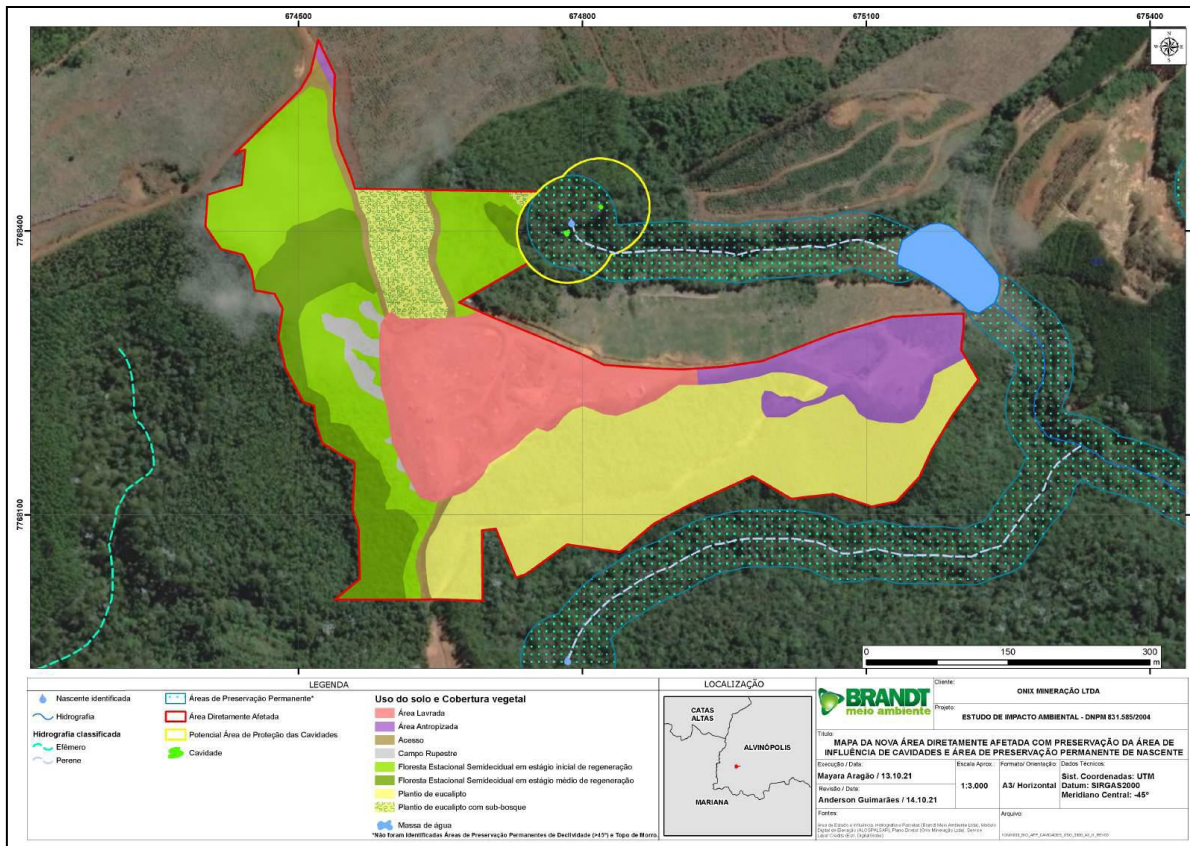 674500 674800 675100 675400
7768400
7768100
0 150 300
m
LEGENDA
Nascente identificada
Hidrografia
Hidrografia classificada
Efêmero
Perene
Áreas de Preservação Permanente*
Área Diretamente Afetada
Potencial Área de Proteção das Cavidades
Cavidade
Uso do solo e Cobertura vegetal
Área Lavrada
Área Antropizada
Acesso
Campo Rupestre
Floresta Estacional Semidecidual em estágio inicial de regeneração
Floresta Estacional Semidecidual em estágio médio de regeneração
Plantio de eucalipto
Plantio de eucalipto com sub-bosque
Massa de água
*Não foram identificadas Áreas de Preservação Permanentes de Declividade (>45º) e Topo de Morro.
LOCALIZAÇÃO
CATAS
ALTAS
ALVINÓPOLIS
MARIANA
BRANDT
meio ambiente
Cliente:
ONIX MINERAÇÃO LTDA
Projeto:
ESTUDO DE IMPACTO AMBIENTAL - DNPM 831.585/2004
Título:
MAPA DA NOVA ÁREA DIRETAMENTE AFETADA COM PRESERVAÇÃO DA ÁREA DE
INFLUÊNCIA DE CAVIDADES E ÁREA DE PRESERVAÇÃO PERMANENTE DE NASCENTE
Execução / Data:
Mayara Aragão / 13.10.21
Revisão / Data:
Anderson Guimarães / 14.10.21
Escala Aprox.
1:3.000
Formato/ Orientação:
A3/ Horizontal
Dados Técnicos:
Sist. Coordenadas: UTM
Datum: SIRGAS2000
Meridiano Central: -45°
Fontes:
Arquivo: